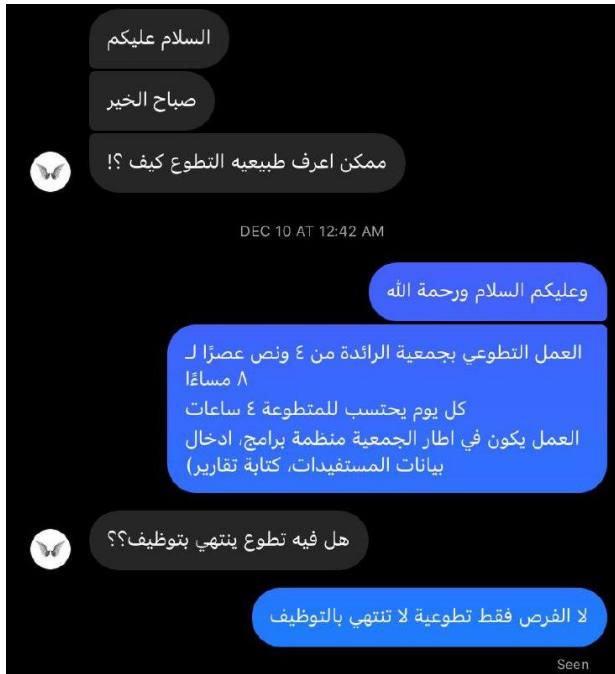 السلام عليكم
صباح الخير
ممكن اعرف طبيعيه التطوع كيف ؟!
DEC 10 AT 12:42 AM
وعليكم السلام ورحمة الله
العمل التطوعي بجمعية الرائدة من ٤ ونص عصرًا لـ
٨ مساءًا
كل يوم يحتسب للمتطوعة ٤ ساعات
العمل يكون في اطار الجمعية منظمة برامج، ادخال
بيانات المستفيدات، كتابة تقارير)
هل فيه تطوع ينتهي بتوظيف؟؟
لا الفرص فقط تطوعية لا تنتهي بالتوظيف
Seen